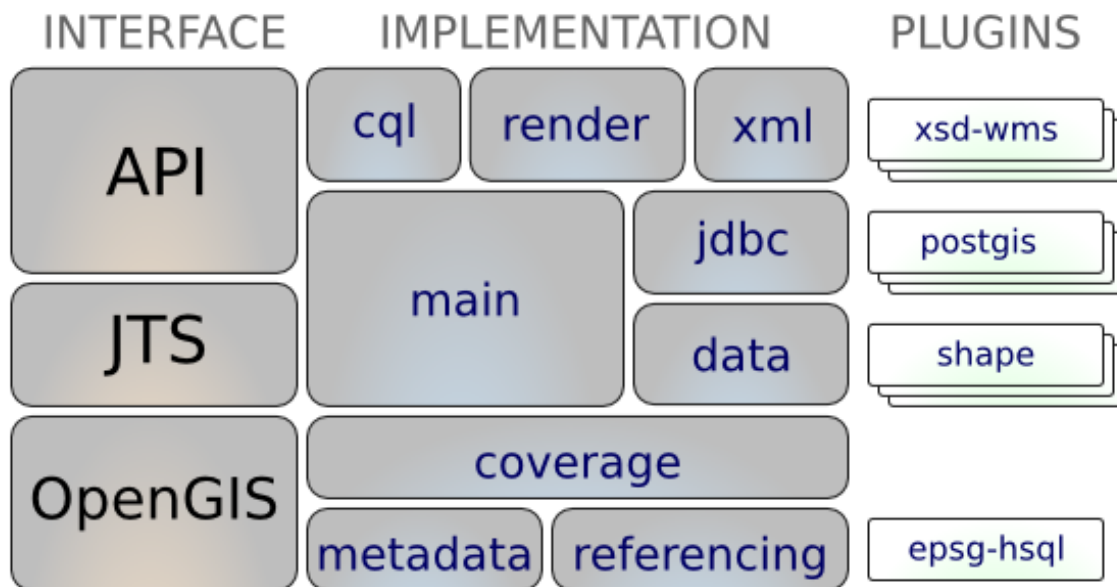 INTERFACE IMPLEMENTATION PLUGINS
API
cql render xml
xsd-wms
main
jdbc
postgis
JTS
data
shape
OpenGIS
coverage
metadata referencing
epsg-hsql